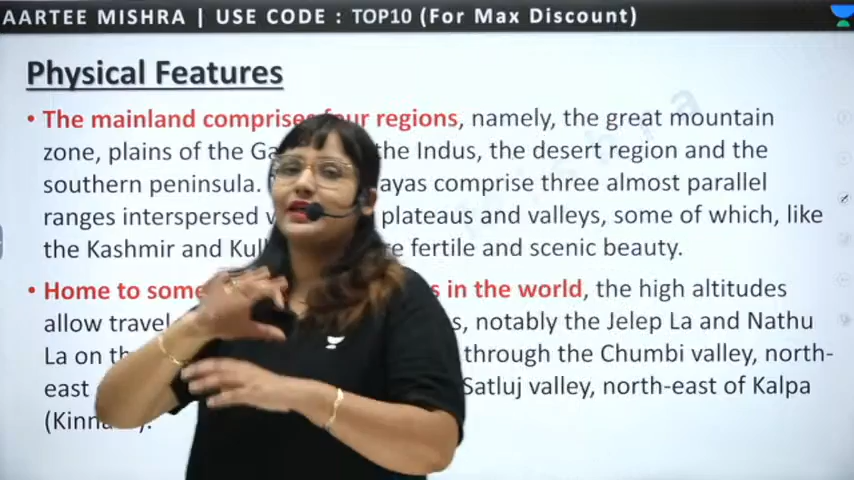 AARTEE MISHRA | USE CODE : TOP10 (For Max Discount)
Physical Features
• The mainland comprises four regions, namely, the great mountain
zone, plains of the the Indus, the desert region and the
southern peninsula. comprise three almost parallel
ranges interspersed plateaus and valleys, some of which, like
the Kashmir and fertile and scenic beauty.
• Home to in the world, the high altitudes
allow notably the Jelep La and Nathu
La on through the Chumbi valley, north-
east Satluj valley, north-east of Kalpa